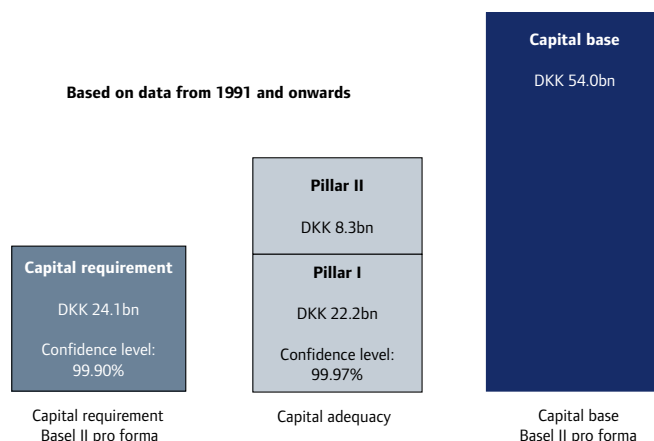 Based on data from 1991 and onwards
Capital requirement
DKK 24.1bn
Confidence level:
99.90%
Capital requirement
Basel II pro forma
Pillar II
DKK 8.3bn
Pillar I
DKK 22.2bn
Confidence level:
99.97%
Capital adequacy
Capital base
DKK 54.0bn
Capital base
Basel II pro forma